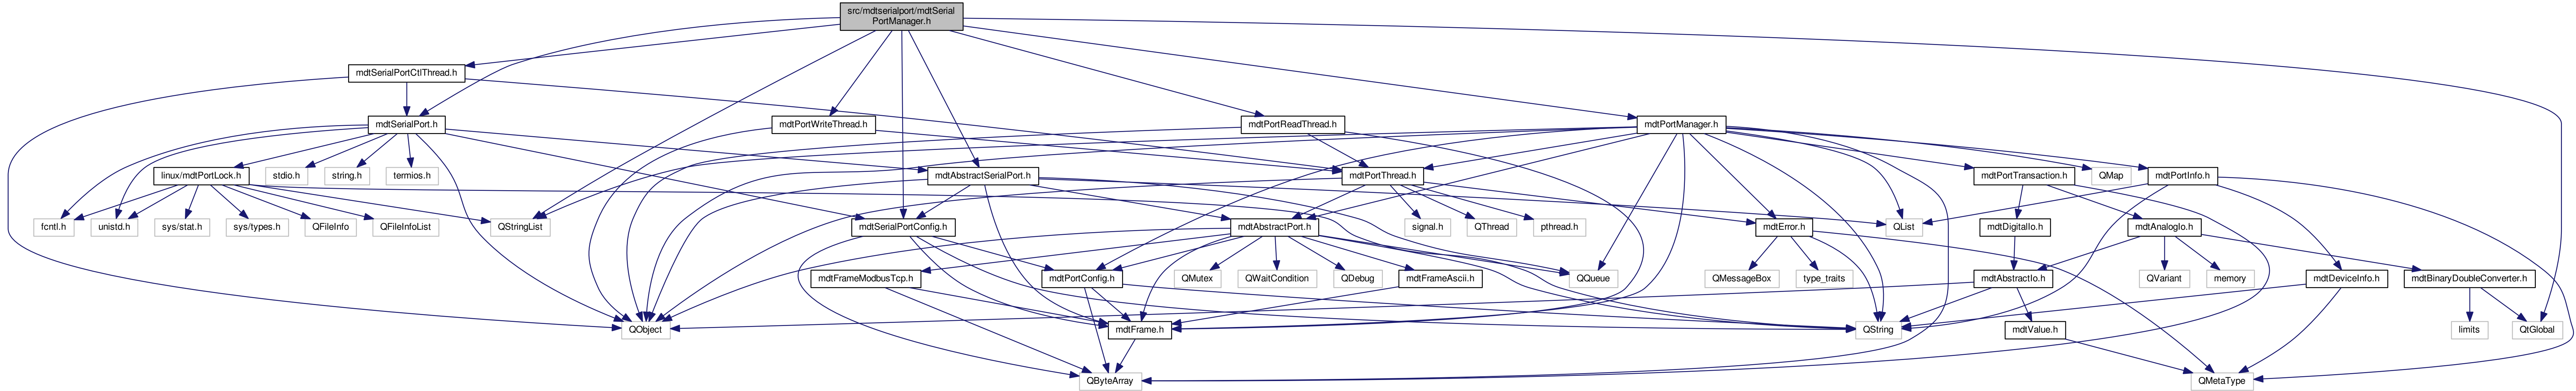 src/mdtserialport/mdtSerial
PortManager.h
mdtSerialPortCtlThread.h
mdtSerialPort.h
mdtPortWriteThread.h
mdtPortReadThread.h
mdtPortManager.h
linux/mdtPortLock.h
stdio.h
string.h
termios.h
mdtAbstractSerialPort.h
mdtPortThread.h
mdtPortTransaction.h
QMap
mdtPortInfo.h
fcntl.h
unistd.h
sys/stat.h
sys/types.h
QFileInfo
QFileInfoList
QStringList
mdtSerialPortConfig.h
mdtAbstractPort.h
signal.h
QThread
pthread.h
mdtError.h
QList
mdtDigitalIo.h
mdtAnalogIo.h
mdtFrameModbusTcp.h
mdtPortConfig.h
QMutex
QWaitCondition
QDebug
mdtFrameAscii.h
QQueue
QMessageBox
type_traits
mdtAbstractIo.h
QVariant
memory
mdtDeviceInfo.h
mdtBinaryDoubleConverter.h
QObject
mdtFrame.h
QString
mdtValue.h
limits
QtGlobal
QByteArray
QMetaType